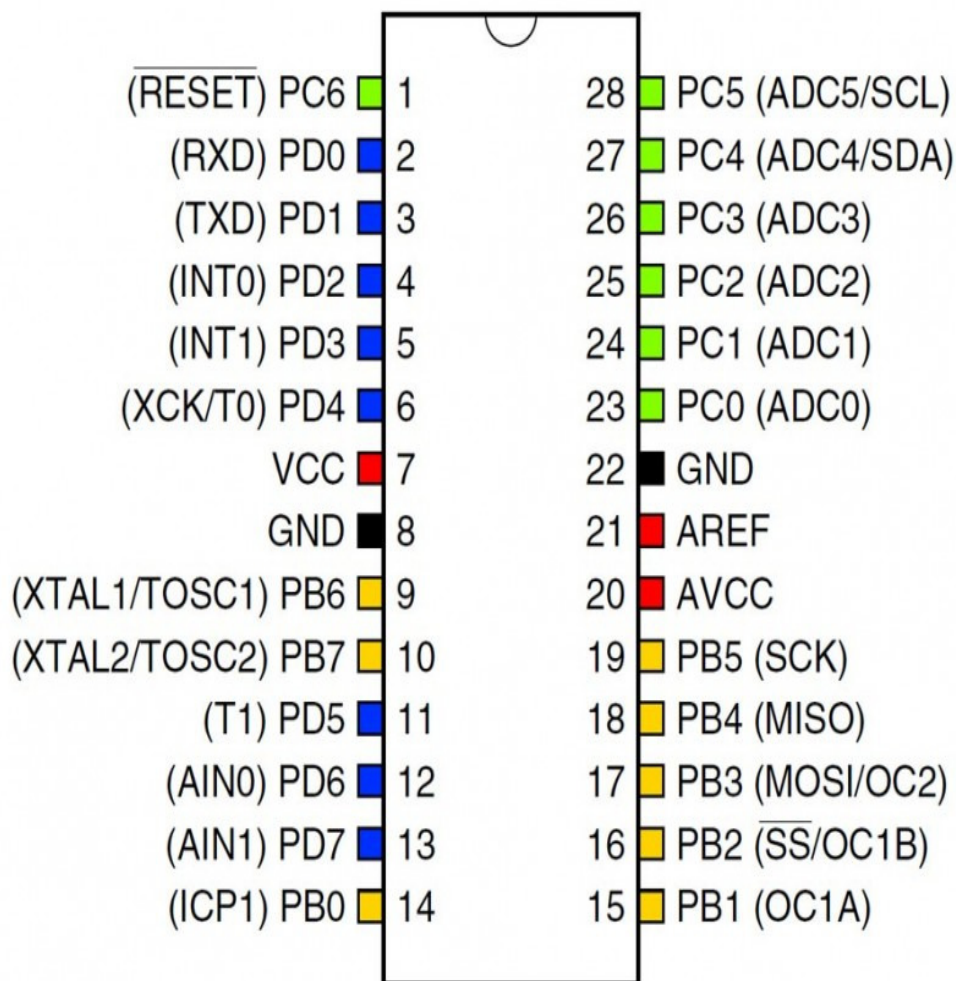 (RESET) PC6 1 28 PC5 (ADC5/SCL)
(RXD) PD0 2 27 PC4 (ADC4/SDA)
(TXD) PD1 3 26 PC3 (ADC3)
(INT0) PD2 4 25 PC2 (ADC2)
(INT1) PD3 5 24 PC1 (ADC1)
(XCK/T0) PD4 6 23 PC0 (ADC0)
VCC 7 22 GND
GND 8 21 AREF
(XTAL1/TOSC1) PB6 9 20 AVCC
(XTAL2/TOSC2) PB7 10 19 PB5 (SCK)
(T1) PD5 11 18 PB4 (MISO)
(AIN0) PD6 12 17 PB3 (MOSI/OC2)
(AIN1) PD7 13 16 PB2 (SS/OC1B)
(ICP1) PB0 14 15 PB1 (OC1A)